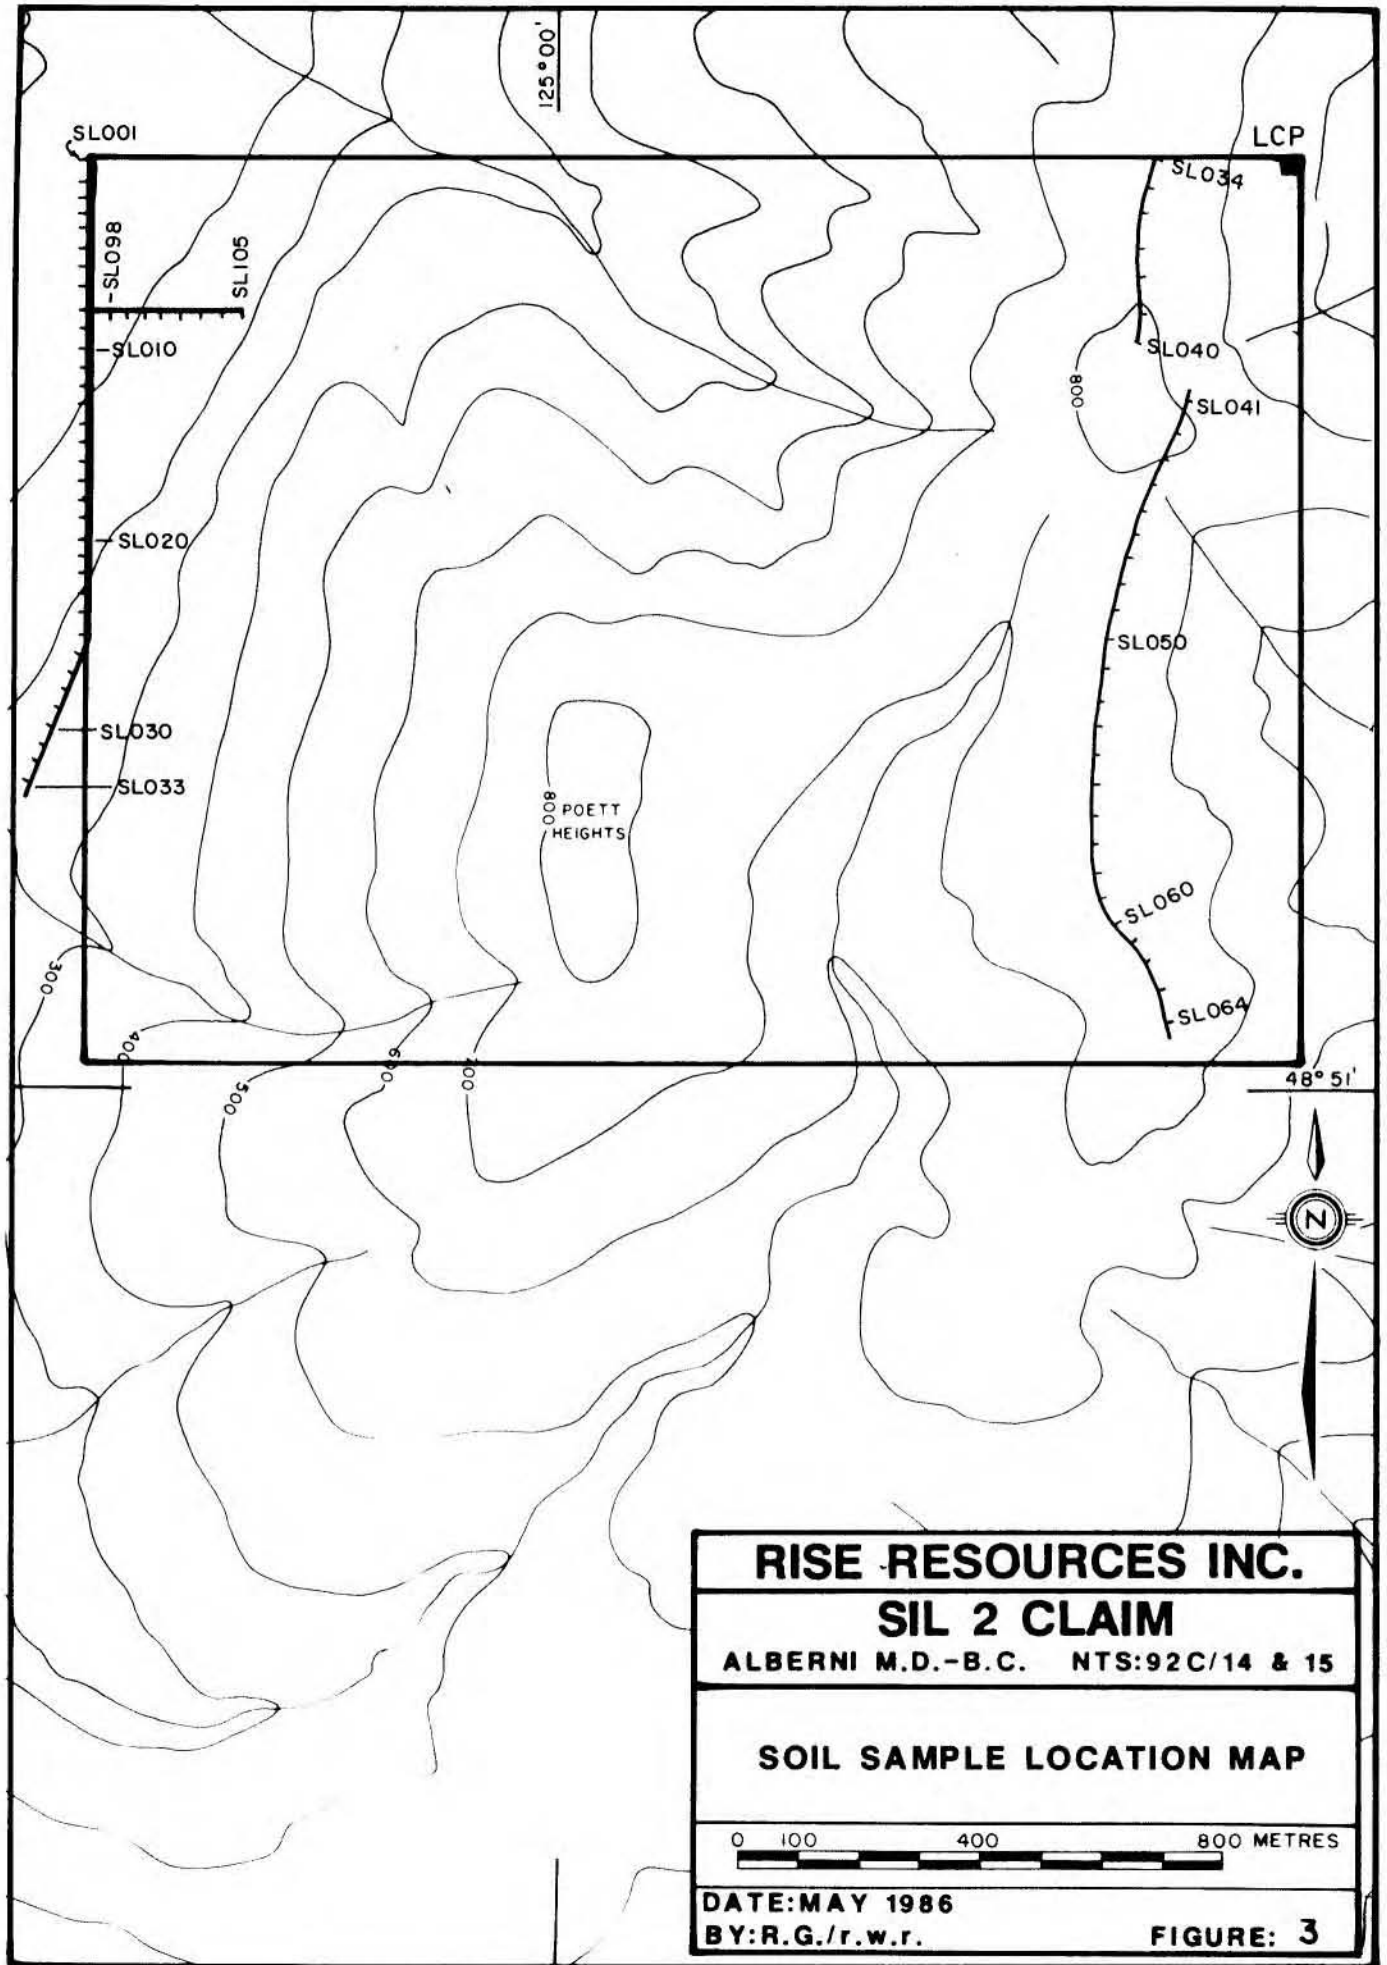 125°00'
SL001
LCP
SL034
SL098
SL105
SL010
SL040
800
SL041
SL020
SL050
SL030
SL033
800
POETT
HEIGHTS
SL060
300
SL064
400
600
700
500
48°51'
N
RISE RESOURCES INC.
SIL 2 CLAIM
ALBERNI M.D.-B.C. NTS:92C/14 & 15
SOIL SAMPLE LOCATION MAP
0 100 400 800 METRES
DATE:MAY 1986
BY:R.G./r.w.r. FIGURE: 3